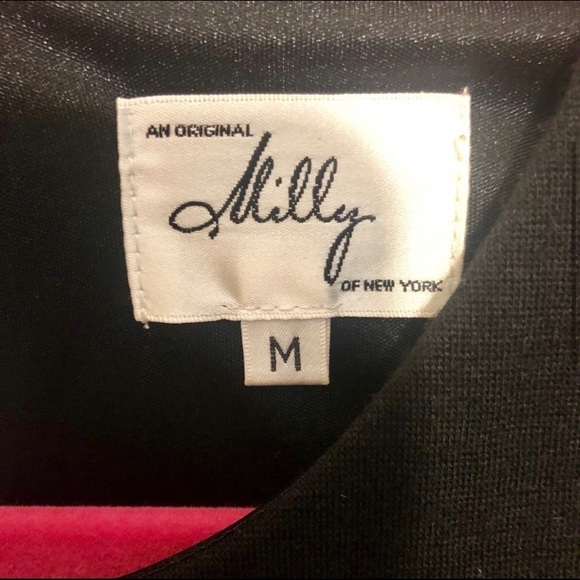 AN ORIGINAL
Milly
OF NEW YORK
M